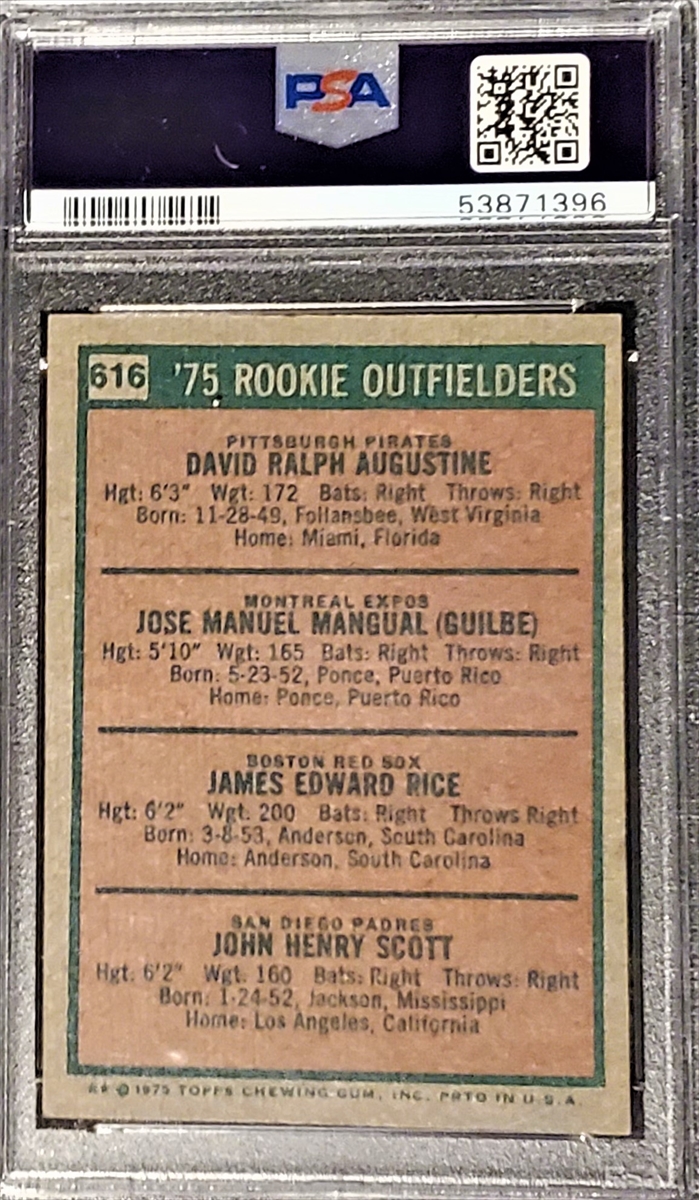 PSA
53871396
616 '75 ROOKIE OUTFIELDERS
PITTSBURGH PIRATES
DAVID RALPH AUGUSTINE
Hgt: 6'3" Wgt: 172 Bats: Right Throws: Right
Born: 11-28-49, Follansbee, West Virginia
Home: Miami, Florida
MONTREAL EXPOS
JOSE MANUEL MANGUAL (GUILBE)
Hgt: 5'10" Wgt: 165 Bats: Right Throws: Right
Born: 5-23-52, Ponce, Puerto Rico
Home: Ponce, Puerto Rico
BOSTON RED SOX
JAMES EDWARD RICE
Hgt: 6'2" Wgt: 200 Bats: Right Throws Right
Born: 3-8-53, Anderson, South Carolina
Home: Anderson, South Carolina
SAN DIEGO PADRES
JOHN HENRY SCOTT
Hgt: 6'2" Wgt. 160 Bats: Right Throws: Right
Born: 1-24-52, Jackson, Mississippi
Home: Los Angeles, California
** © 1975 TOPPS CHEWING GUM, INC. PRTD IN U.S.A.